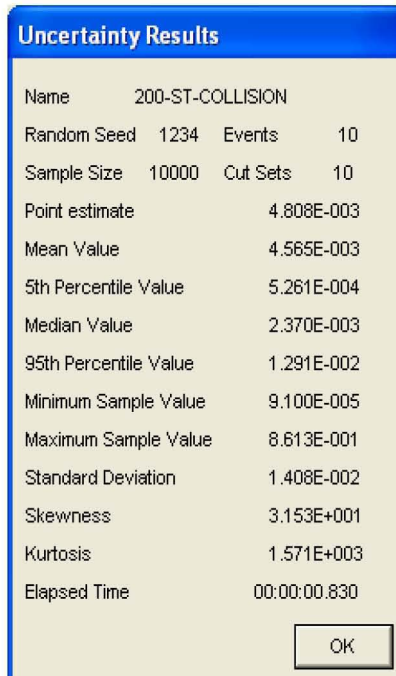 Uncertainty Results
Name 200-ST-COLLISION
Random Seed 1234 Events 10
Sample Size 10000 Cut Sets 10
Point estimate 4.808E-003
Mean Value 4.565E-003
5th Percentile Value 5.261E-004
Median Value 2.370E-003
95th Percentile Value 1.291E-002
Minimum Sample Value 9.100E-005
Maximum Sample Value 8.613E-001
Standard Deviation 1.408E-002
Skewness 3.153E+001
Kurtosis 1.571E+003
Elapsed Time 00:00:00.830
OK